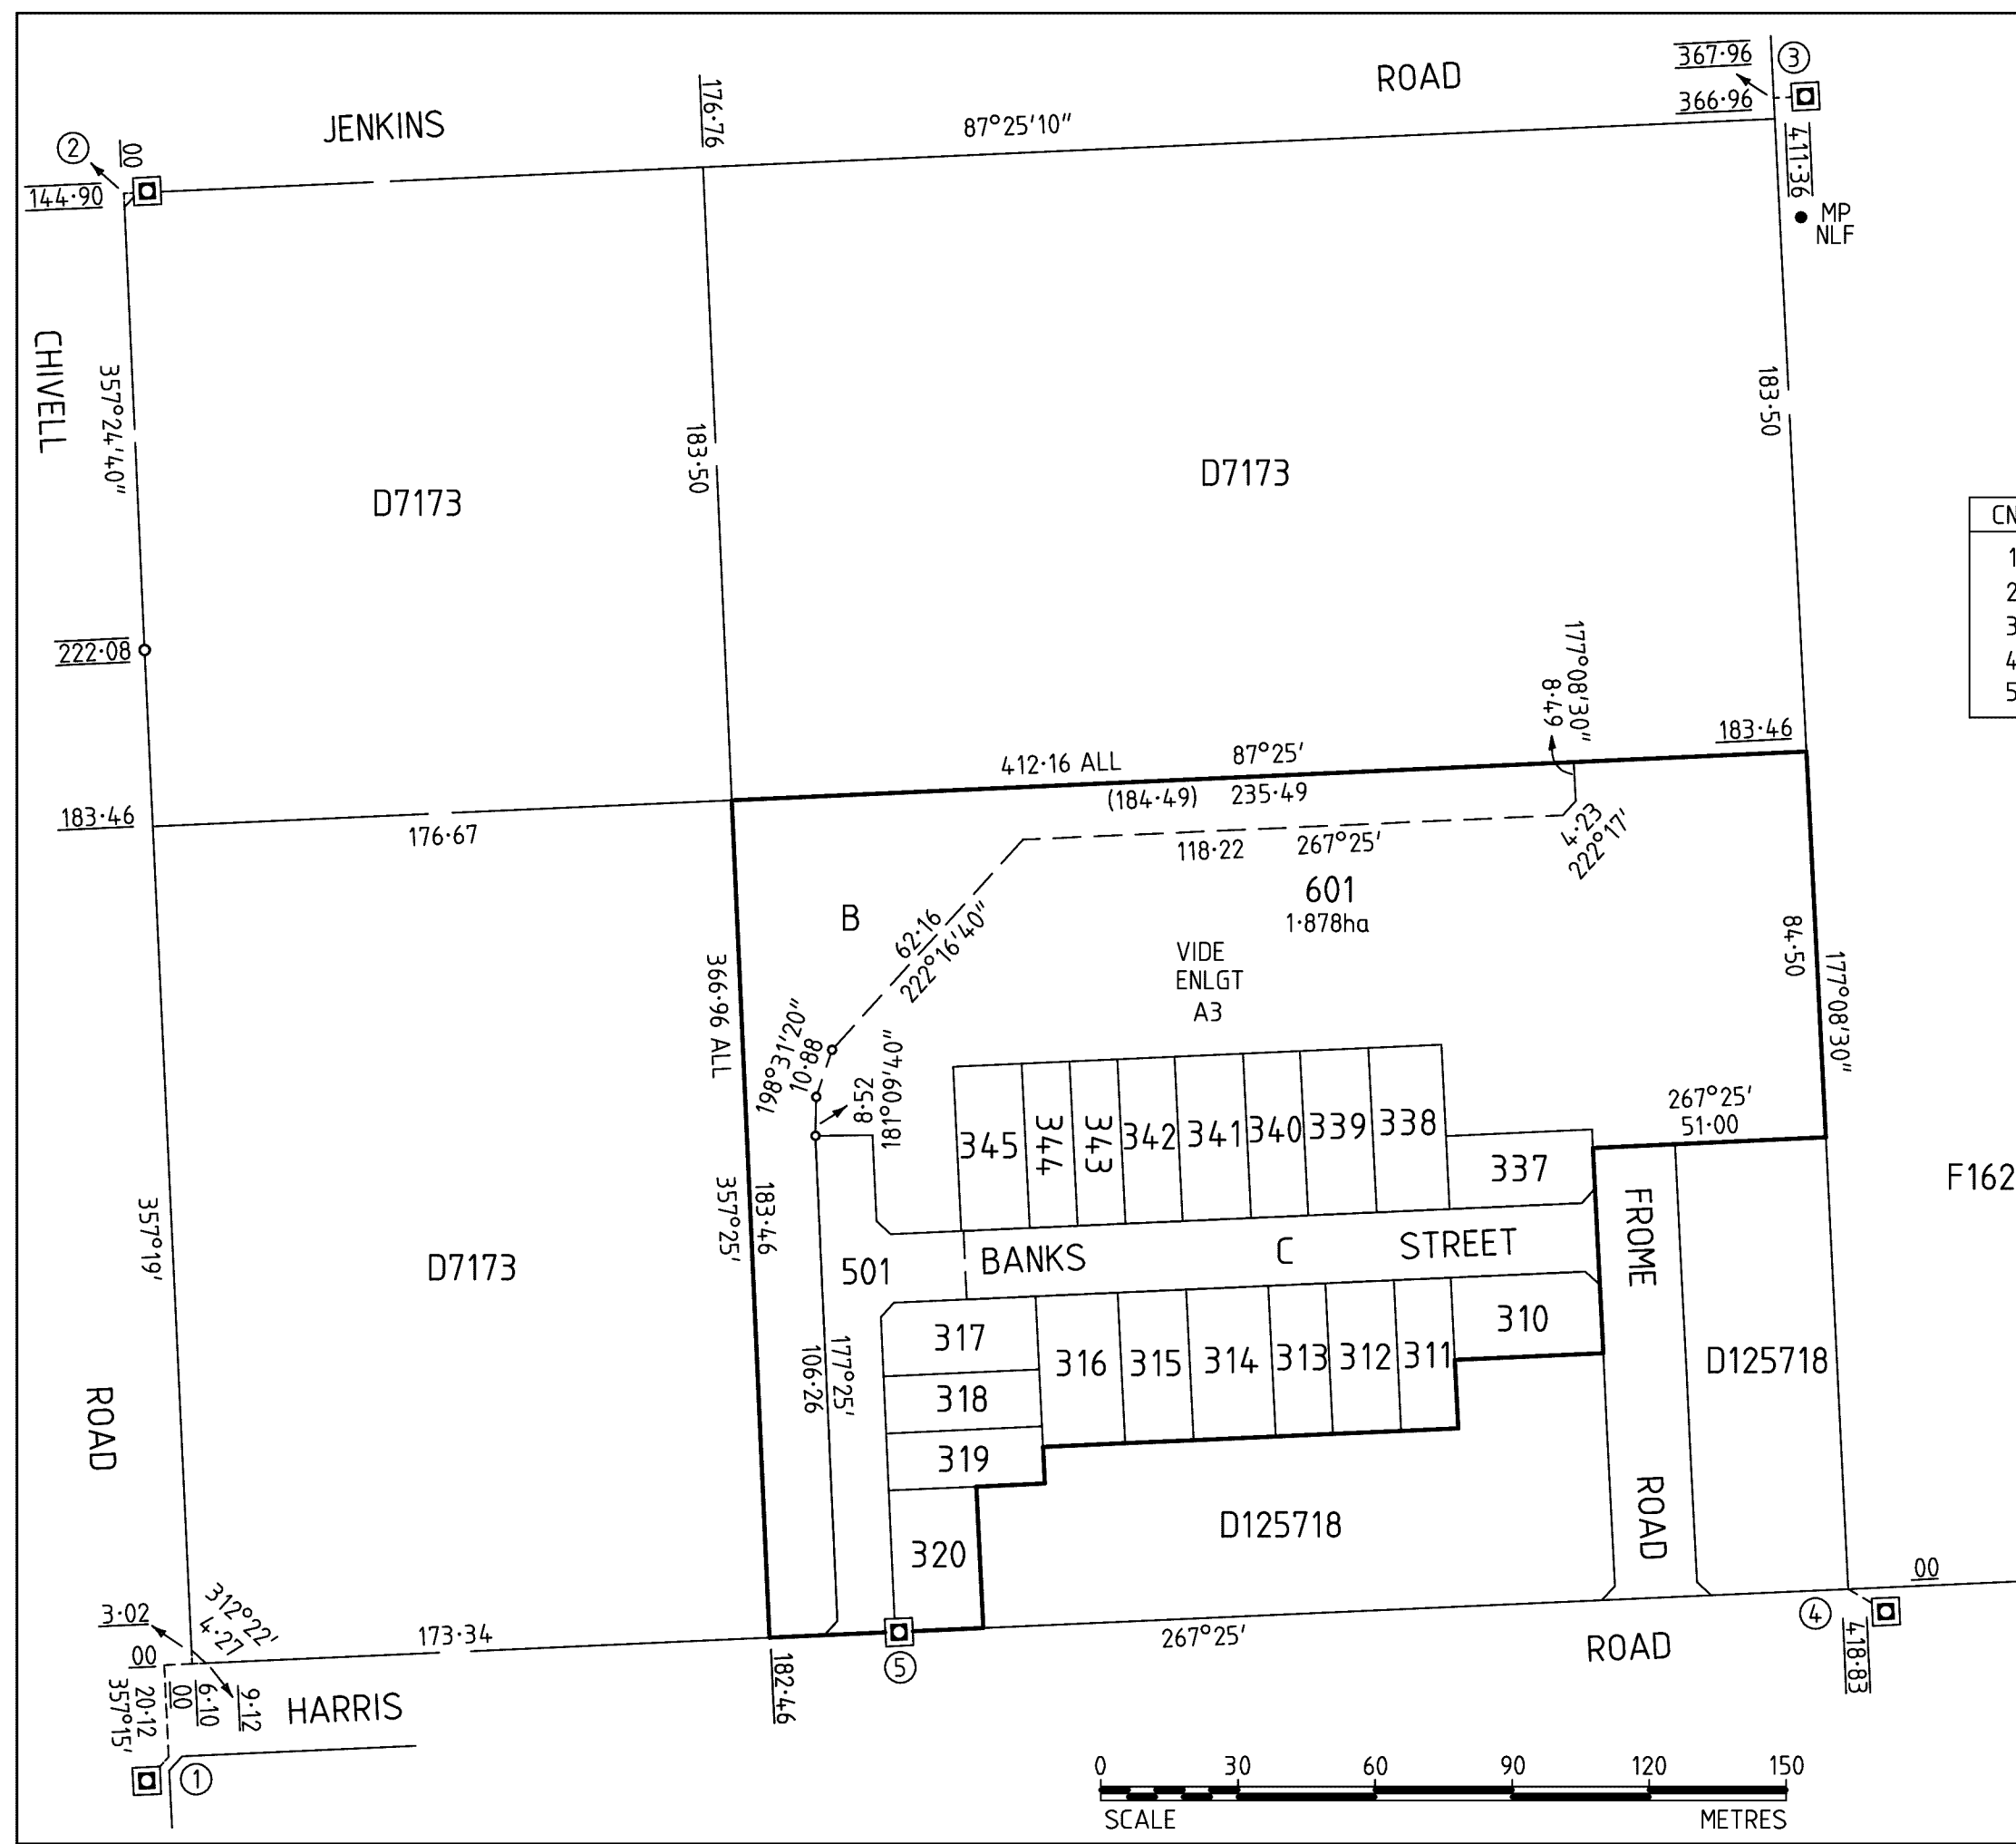 367·96
3
366·96
ROAD
176·76
87°25'10"
JENKINS
2
00
144·90
411·36
MP
NLF
CHIVELL
357°24'40"
183·50
183·50
D7173
D7173
CN
1
2
3
4
5
222·08
177°08'30"
8·49
183·46
412·16 ALL
87°25'
(184·49)
235·49
183·46
176·67
118·22
267°25'
4·23
222°17'
601
1·878ha
B
62·16
222°16'40"
VIDE
ENLGT
A3
84·50
177°08'30"
366·96 ALL
198°31'20"
10·88
8·52
181°09'40"
267°25'
51·00
345
344
343
342
341
340
339
338
337
F162
357°19'
357°25'
183·46
D7173
501
BANKS
C
STREET
FROME
ROAD
106·26
177°25'
317
318
319
320
316
315
314
313
312
311
310
D125718
D125718
ROAD
312°22'
4·27
3·02
173·34
00
20·12
357°15'
00
6·10
9·12
HARRIS
1
182·46
5
267°25'
ROAD
4
418·83
00
0 30 60 90 120 150
SCALE METRES